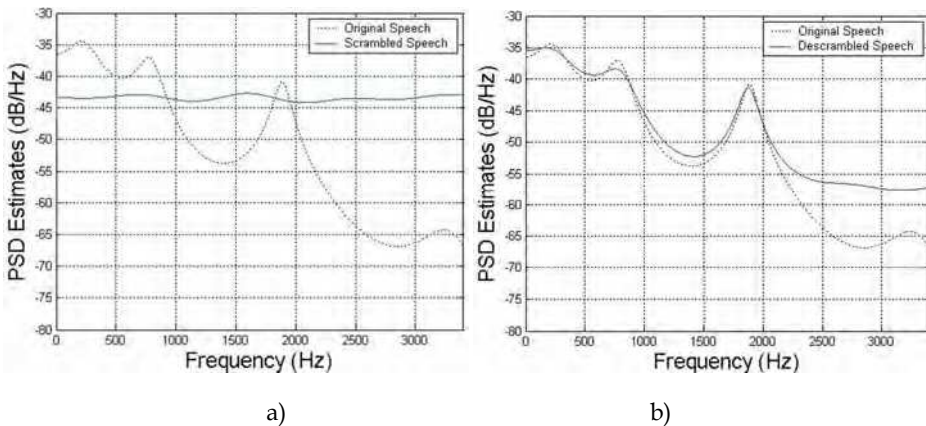 -30
-35
-40
-45
-50
-55
-60
-65
-70
-75
-80
PSD Estimates (dB/Hz)
Original Speech
Scrambled Speech
0 500 1000 1500 2000 2500 3000
Frequency (Hz)
a)
-30
-35
-40
-45
-50
-55
-60
-65
-70
-75
-80
PSD Estimates (dB/Hz)
Original Speech
Descrambled Speech
0 500 1000 1500 2000 2500 3000
Frequency (Hz)
b)